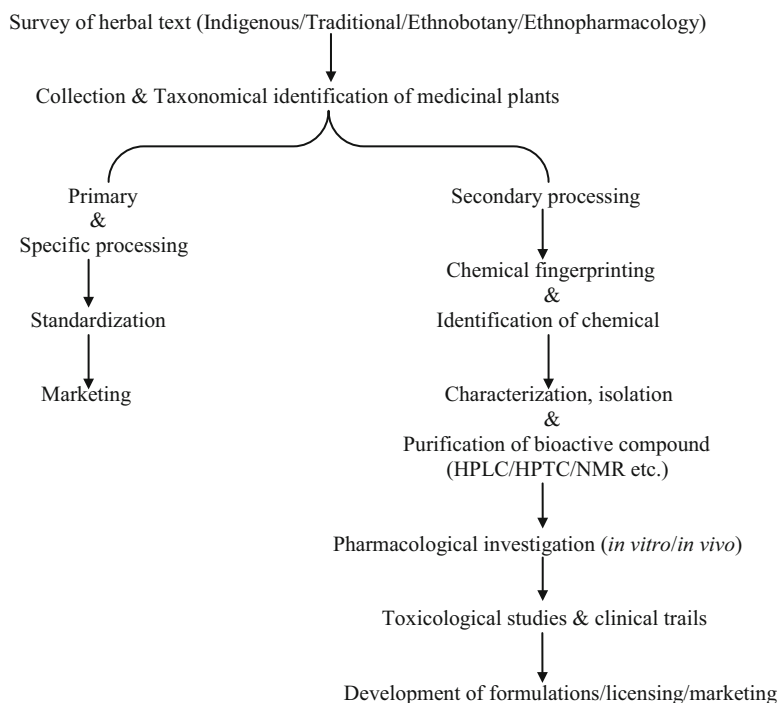 Survey of herbal text (Indigenous/Traditional/Ethnobotany/Ethnopharmacology)
Collection & Taxonomical identification of medicinal plants
Primary
&
Specific processing
Standardization
Marketing
Secondary processing
Chemical fingerprinting
&
Identification of chemical
Characterization, isolation
&
Purification of bioactive compound
(HPLC/HPTC/NMR etc.)
Pharmacological investigation (in vitro/in vivo)
Toxicological studies & clinical trails
Development of formulations/licensing/marketing